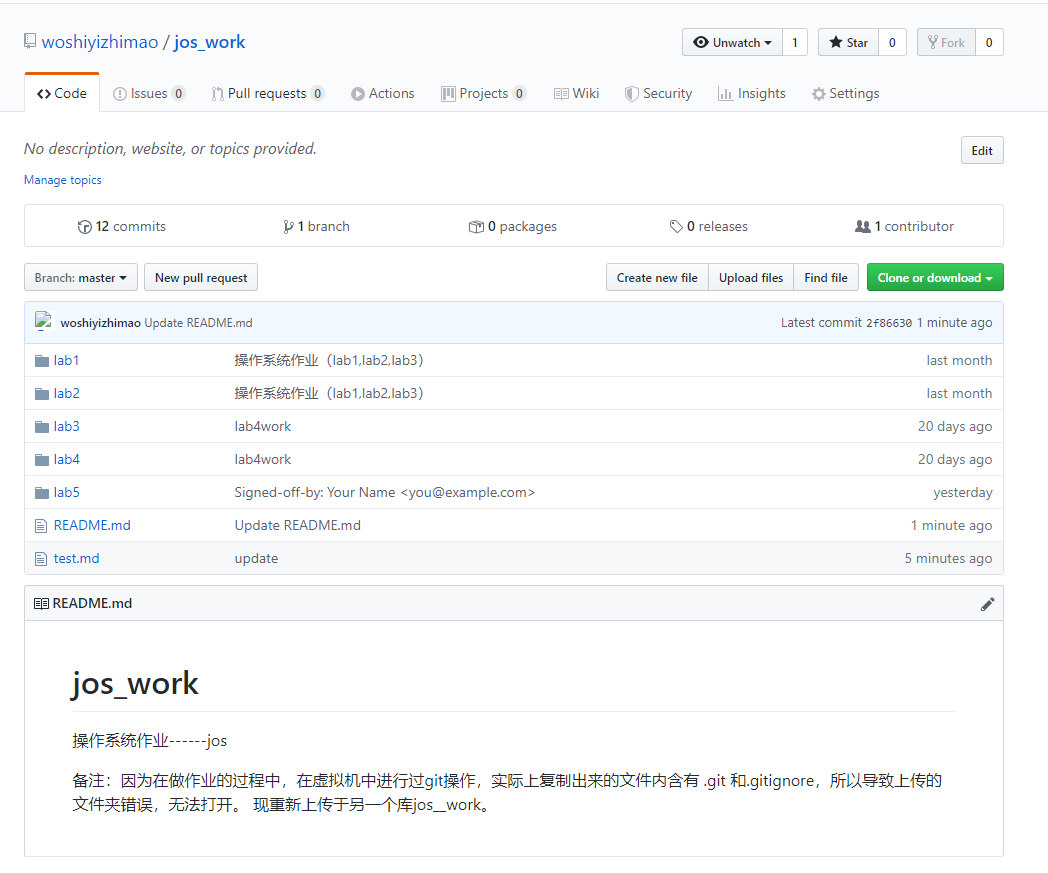 woshiyizhimao / jos_work
Unwatch 1 Star 0 Fork 0
Code Issues 0 Pull requests 0 Actions Projects 0 Wiki Security Insights Settings
No description, website, or topics provided. Edit
Manage topics
12 commits 1 branch 0 packages 0 releases 1 contributor
Branch: master New pull request Create new file Upload files Find file Clone or download
woshiyizhimao Update README.md Latest commit 2f86630 1 minute ago
lab1 操作系统作业（lab1,lab2,lab3） last month
lab2 操作系统作业（lab1,lab2,lab3） last month
lab3 lab4work 20 days ago
lab4 lab4work 20 days ago
lab5 Signed-off-by: Your Name <you@example.com> yesterday
README.md Update README.md 1 minute ago
test.md update 5 minutes ago
README.md
jos_work
操作系统作业------jos
备注：因为在做作业的过程中，在虚拟机中进行过git操作，实际上复制出来的文件内含有 .git 和.gitignore，所以导致上传的
文件夹错误，无法打开。 现重新上传于另一个库jos__work。